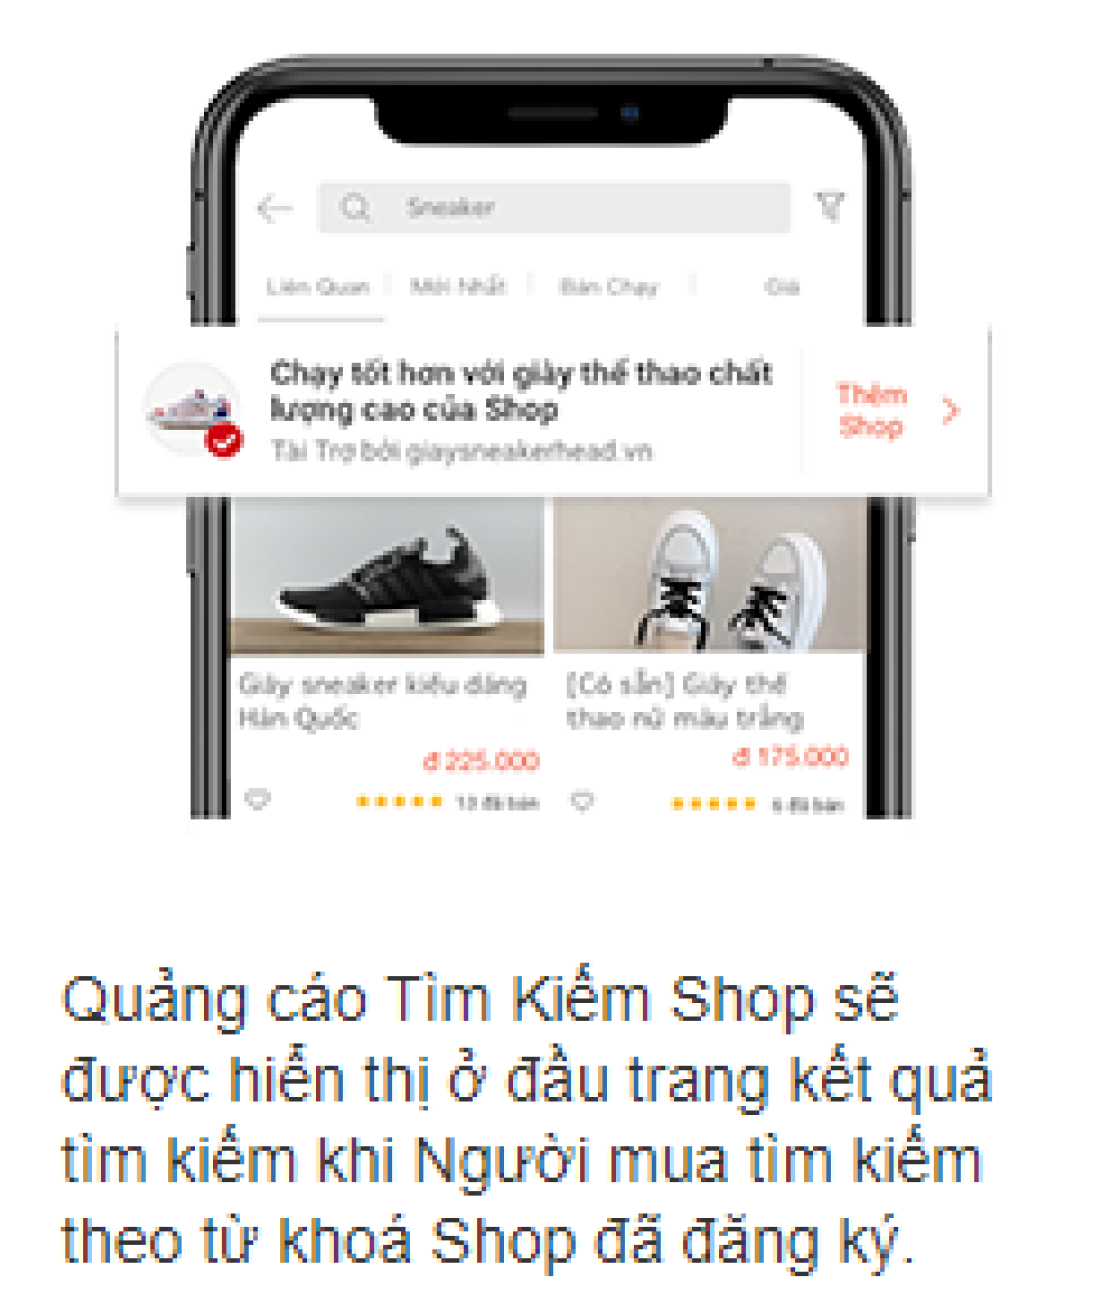 Sneaker
Liên Quan
Mới Nhất
Bán Chạy
Giá
Chạy tốt hơn với giày thể thao chất
lượng cao của Shop
Tài Trợ bởi giaysneakerhead.vn
Thêm
Shop
Giày sneaker kiểu dáng
Hàn Quốc
đ 225.000
13 đã bán
[Có sẵn] Giày thể
thao nữ màu trắng
đ 175.000
6 đã bán
Quảng cáo Tìm Kiếm Shop sẽ
được hiển thị ở đầu trang kết quả
tìm kiếm khi Người mua tìm kiếm
theo từ khoá Shop đã đăng ký.